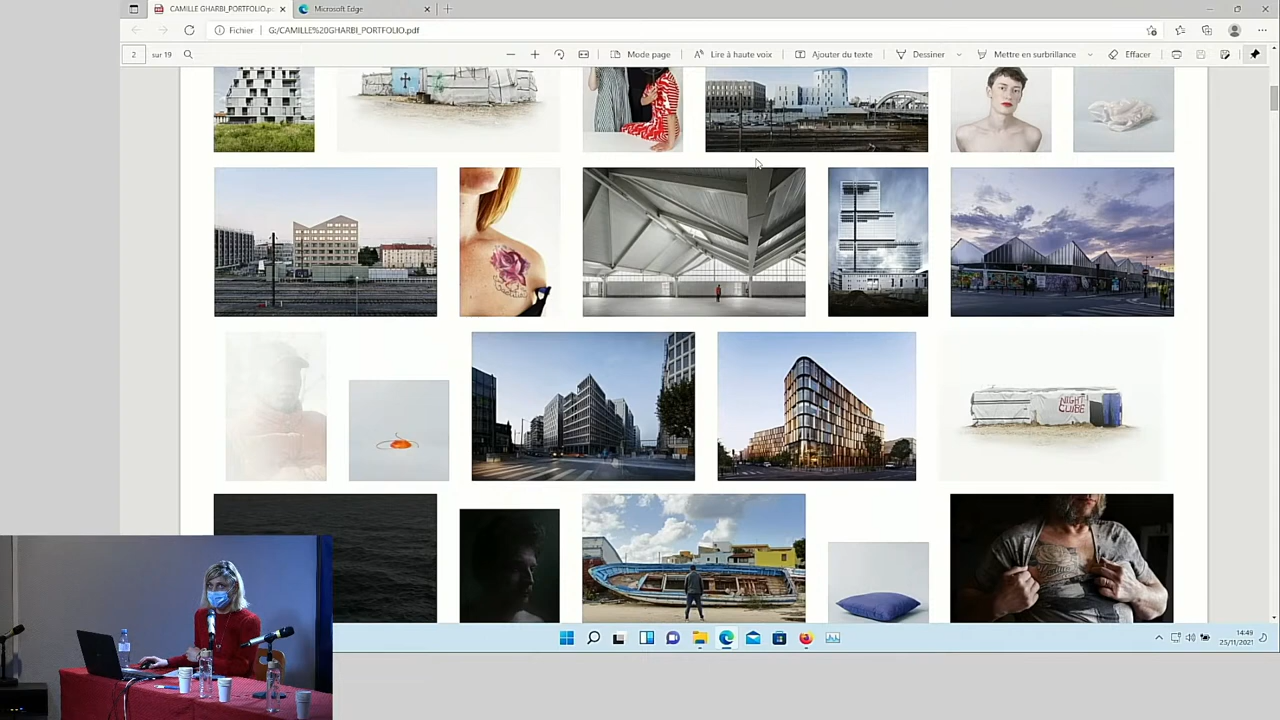 CAMILLE GHARBI_PORTFOLIO.p
Microsoft Edge
Fichier G:/CAMILLE%20GHARBI_PORTFOLIO.pdf
2 sur 19 Mode page Lire à haute voix Ajouter du texte Dessiner Mettre en surbrillance Effacer
NIGHT
CLUBE
14:49
25/11/2021